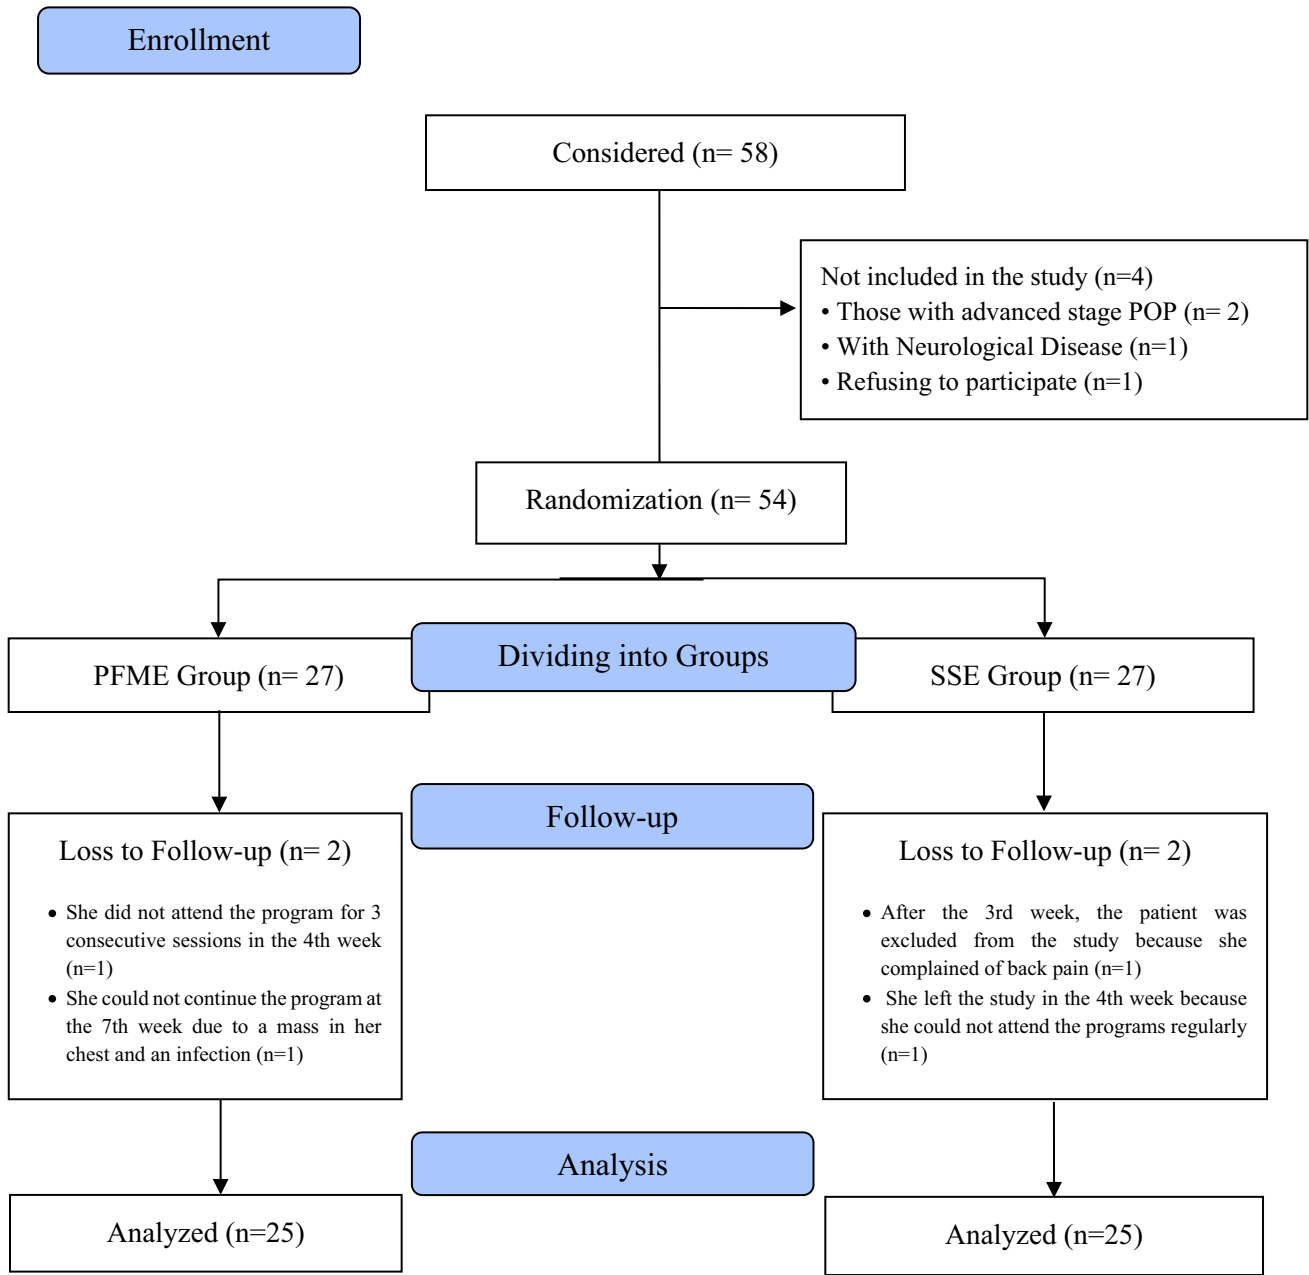 Enrollment
Considered (n= 58)
Not included in the study (n=4)
• Those with advanced stage POP (n= 2)
• With Neurological Disease (n=1)
• Refusing to participate (n=1)
Randomization (n= 54)
Dividing into Groups
PFME Group (n= 27)
SSE Group (n= 27)
Follow-up
Loss to Follow-up (n= 2)
• She did not attend the program for 3
consecutive sessions in the 4th week
(n=1)
• She could not continue the program at
the 7th week due to a mass in her
chest and an infection (n=1)
Loss to Follow-up (n= 2)
• After the 3rd week, the patient was
excluded from the study because she
complained of back pain (n=1)
• She left the study in the 4th week because
she could not attend the programs regularly
(n=1)
Analysis
Analyzed (n=25)
Analyzed (n=25)